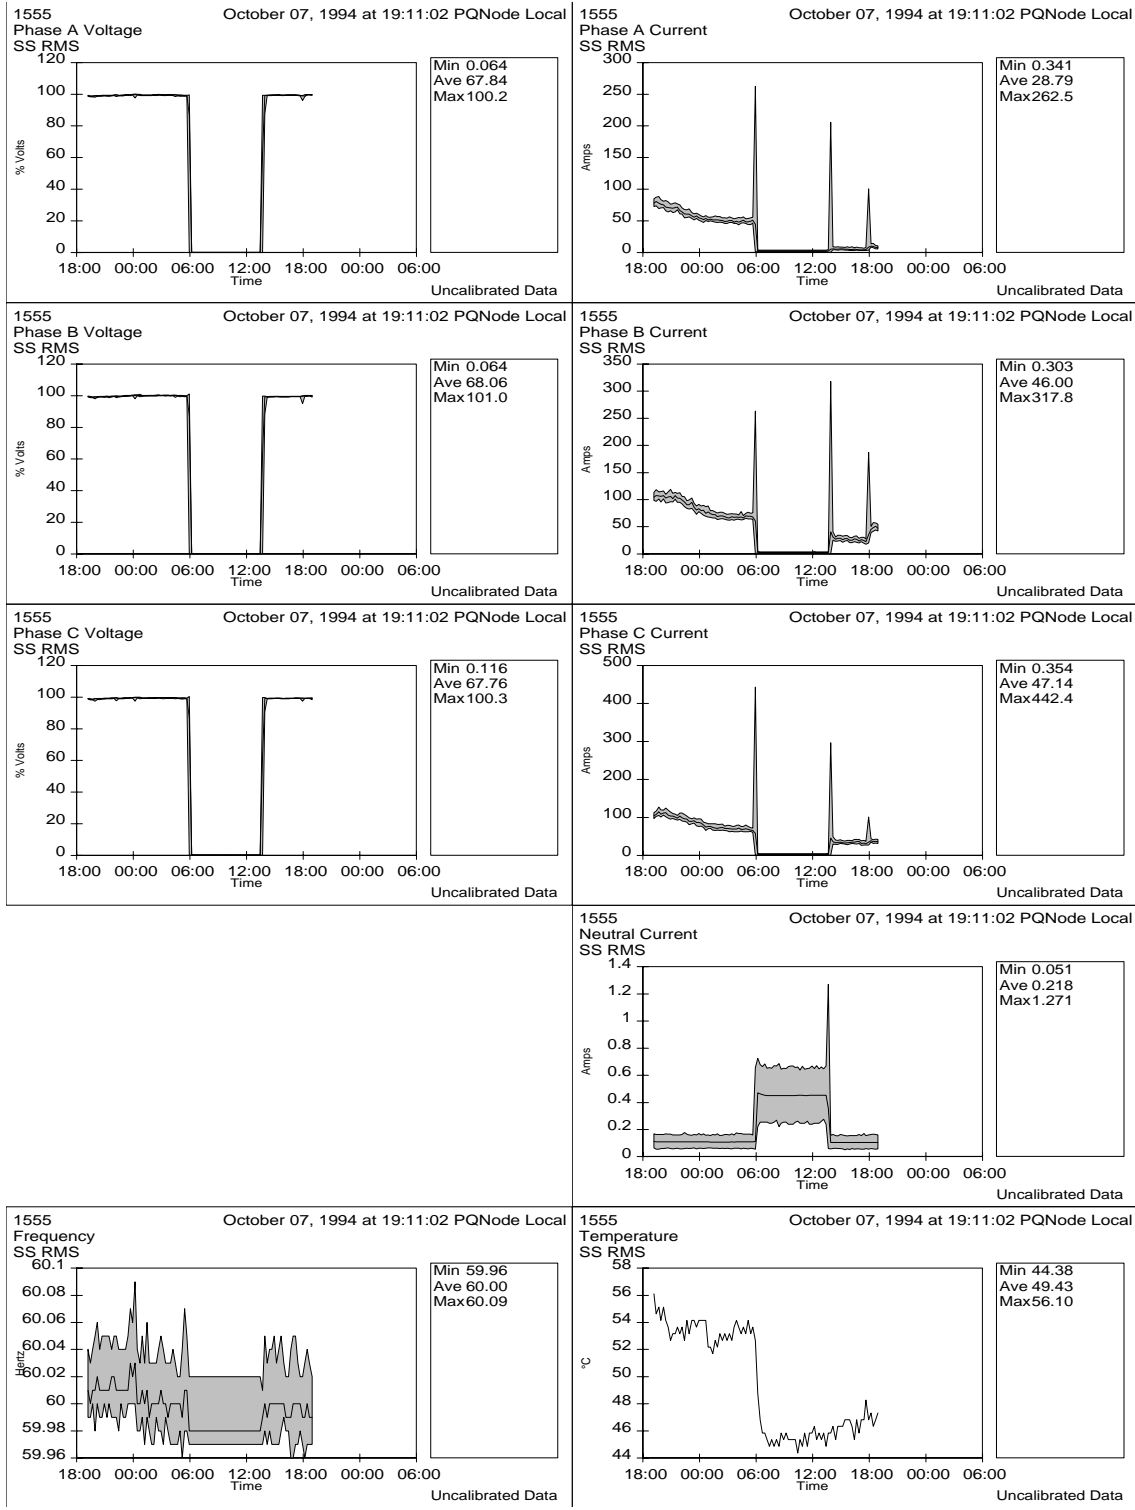 1555 October 07, 1994 at 19:11:02 PQNode Local
Phase A Voltage
SS RMS
120
100
80
60
40
20
0
% Volts
18:00 00:00 06:00 12:00 18:00 00:00 06:00
Time
Min 0.064
Ave 67.84
Max100.2
Uncalibrated Data
1555 October 07, 1994 at 19:11:02 PQNode Local
Phase A Current
SS RMS
300
250
200
150
100
50
0
Amps
18:00 00:00 06:00 12:00 18:00 00:00 06:00
Time
Min 0.341
Ave 28.79
Max262.5
Uncalibrated Data
1555 October 07, 1994 at 19:11:02 PQNode Local
Phase B Voltage
SS RMS
120
100
80
60
40
20
0
% Volts
18:00 00:00 06:00 12:00 18:00 00:00 06:00
Time
Min 0.064
Ave 68.06
Max101.0
Uncalibrated Data
1555 October 07, 1994 at 19:11:02 PQNode Local
Phase B Current
SS RMS
350
300
250
200
150
100
50
0
Amps
18:00 00:00 06:00 12:00 18:00 00:00 06:00
Time
Min 0.303
Ave 46.00
Max317.8
Uncalibrated Data
1555 October 07, 1994 at 19:11:02 PQNode Local
Phase C Voltage
SS RMS
120
100
80
60
40
20
0
% Volts
18:00 00:00 06:00 12:00 18:00 00:00 06:00
Time
Min 0.116
Ave 67.76
Max100.3
Uncalibrated Data
1555 October 07, 1994 at 19:11:02 PQNode Local
Phase C Current
SS RMS
500
400
300
200
100
0
Amps
18:00 00:00 06:00 12:00 18:00 00:00 06:00
Time
Min 0.354
Ave 47.14
Max442.4
Uncalibrated Data
1555 October 07, 1994 at 19:11:02 PQNode Local
Neutral Current
SS RMS
1.4
1.2
1
0.8
0.6
0.4
0.2
0
Amps
18:00 00:00 06:00 12:00 18:00 00:00 06:00
Time
Min 0.051
Ave 0.218
Max1.271
Uncalibrated Data
1555 October 07, 1994 at 19:11:02 PQNode Local
Frequency
SS RMS
60.1
60.08
60.06
60.04
60.02
60
59.98
59.96
Hertz
18:00 00:00 06:00 12:00 18:00 00:00 06:00
Time
Min 59.96
Ave 60.00
Max60.09
Uncalibrated Data
1555 October 07, 1994 at 19:11:02 PQNode Local
Temperature
SS RMS
58
56
54
52
50
48
46
44
°C
18:00 00:00 06:00 12:00 18:00 00:00 06:00
Time
Min 44.38
Ave 49.43
Max56.10
Uncalibrated Data